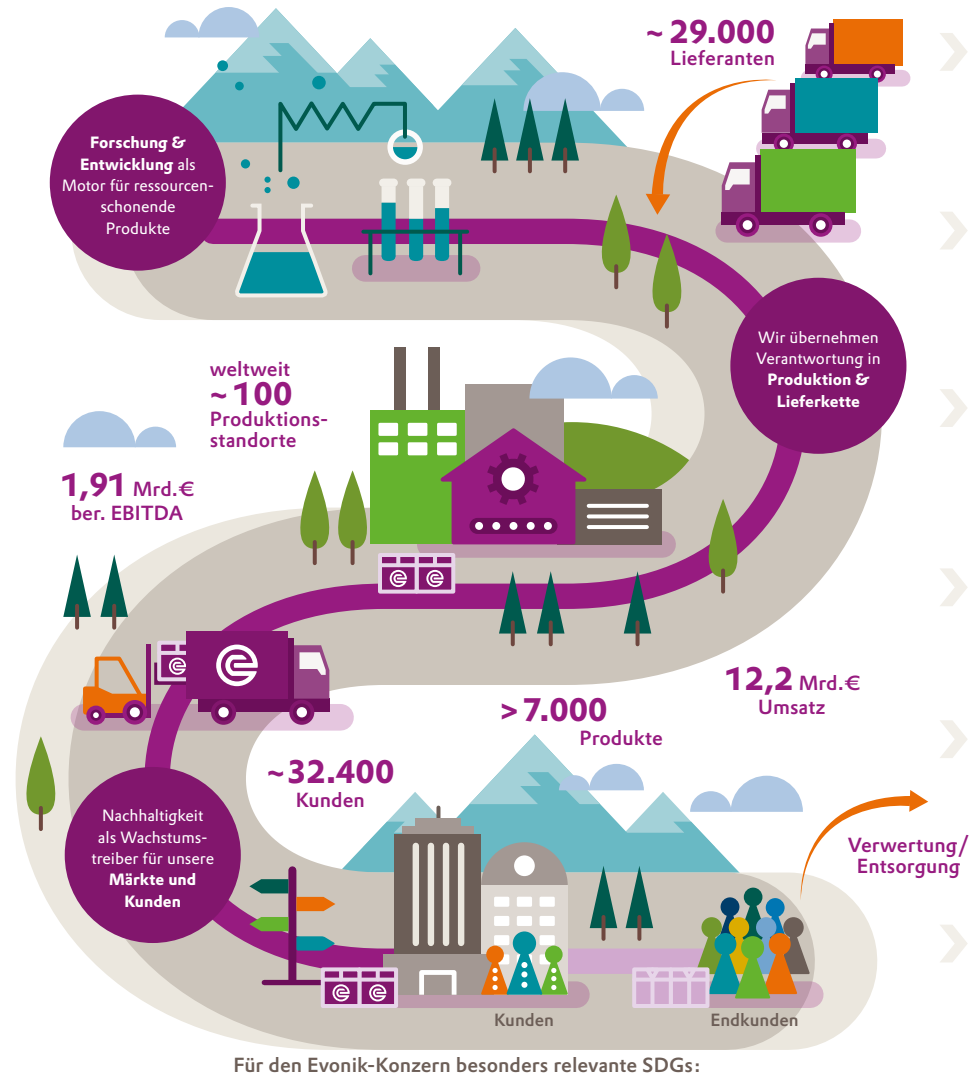 ~ 29.000
Lieferanten
Forschung &
Entwicklung als
Motor für ressourcen-
schonende
Produkte
Wir übernehmen
Verantwortung in
Produktion &
Lieferkette
weltweit
~ 100
Produktions-
standorte
1,91 Mrd. €
ber. EBITDA
12,2 Mrd. €
Umsatz
> 7.000
Produkte
~ 32.400
Kunden
Nachhaltigkeit
als Wachstums-
treiber für unsere
Märkte und
Kunden
Verwertung/
Entsorgung
Kunden
Endkunden
Für den Evonik-Konzern besonders relevante SDGs: